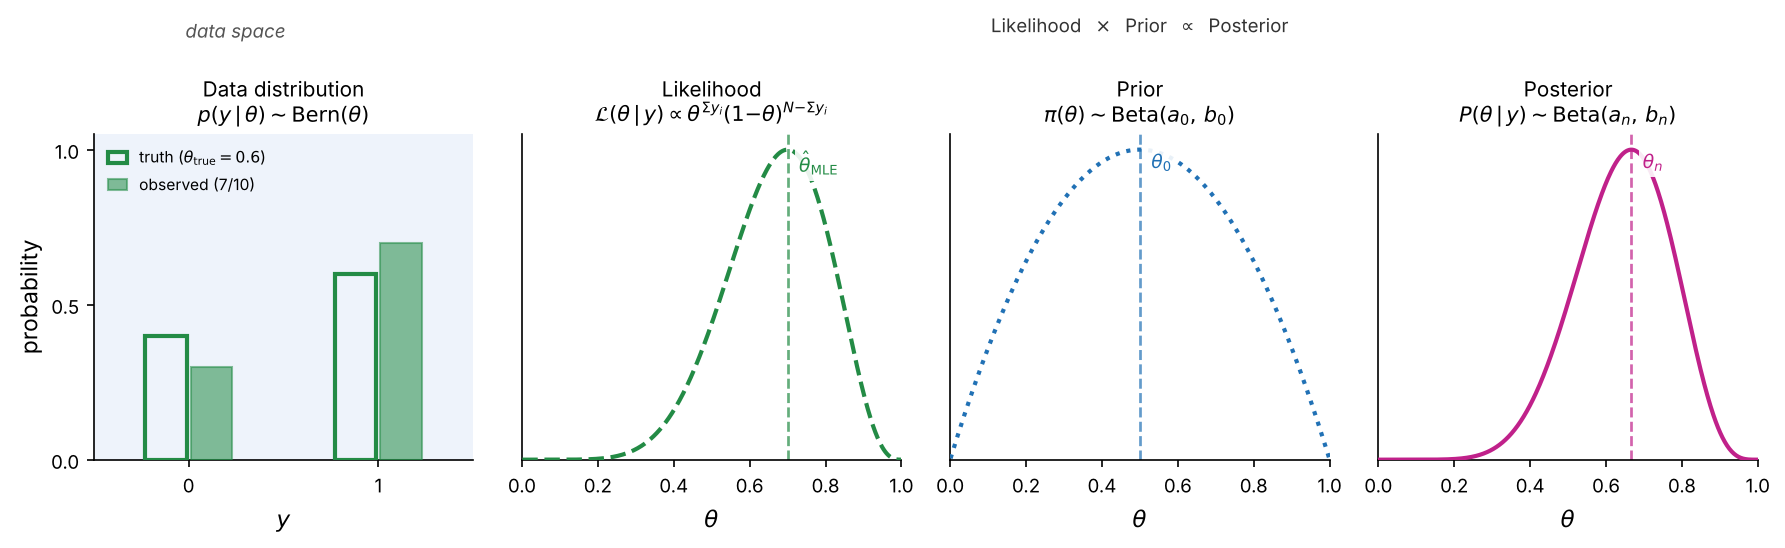 data space
Likelihood × Prior ∝ Posterior
Data distribution
p(y | θ) ∼ Bern(θ)
truth (θ_true = 0.6)
observed (7/10)
probability
1.0
0.5
0.0
0 1
y
Likelihood
ℒ(θ | y) ∝ θ^{Σy_i}(1−θ)^{N−Σy_i}
θ̂_MLE
0.0 0.2 0.4 0.6 0.8 1.0
θ
Prior
π(θ) ∼ Beta(a₀, b₀)
θ₀
0.0 0.2 0.4 0.6 0.8 1.0
θ
Posterior
P(θ | y) ∼ Beta(aₙ, bₙ)
θₙ
0.0 0.2 0.4 0.6 0.8 1.0
θ